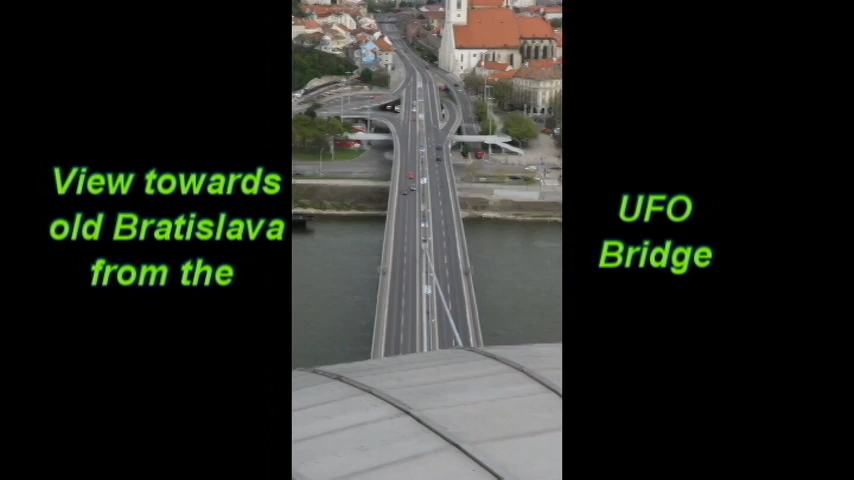 View towards
old Bratislava
from the
UFO
Bridge